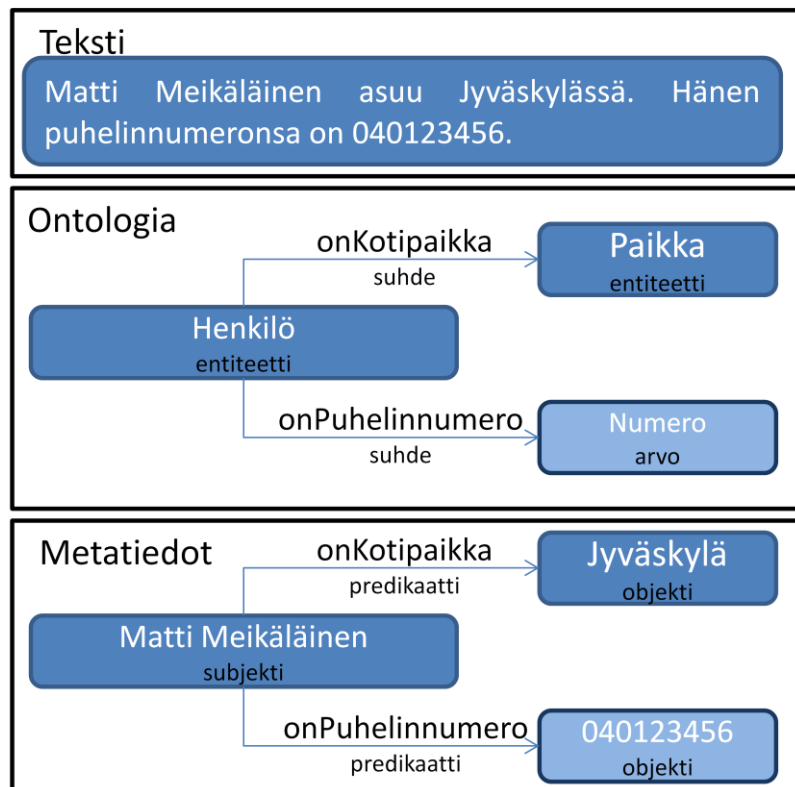 Teksti
Matti Meikäläinen asuu Jyväskylässä. Hänen
puhelinnumeronsa on 040123456.
Ontologia
onKotipaikka
suhde
Paikka
entiteetti
Henkilö
entiteetti
onPuhelinnumero
suhde
Numero
arvo
Metatiedot
onKotipaikka
predikaatti
Jyväskylä
objekti
Matti Meikäläinen
subjekti
onPuhelinnumero
predikaatti
040123456
objekti